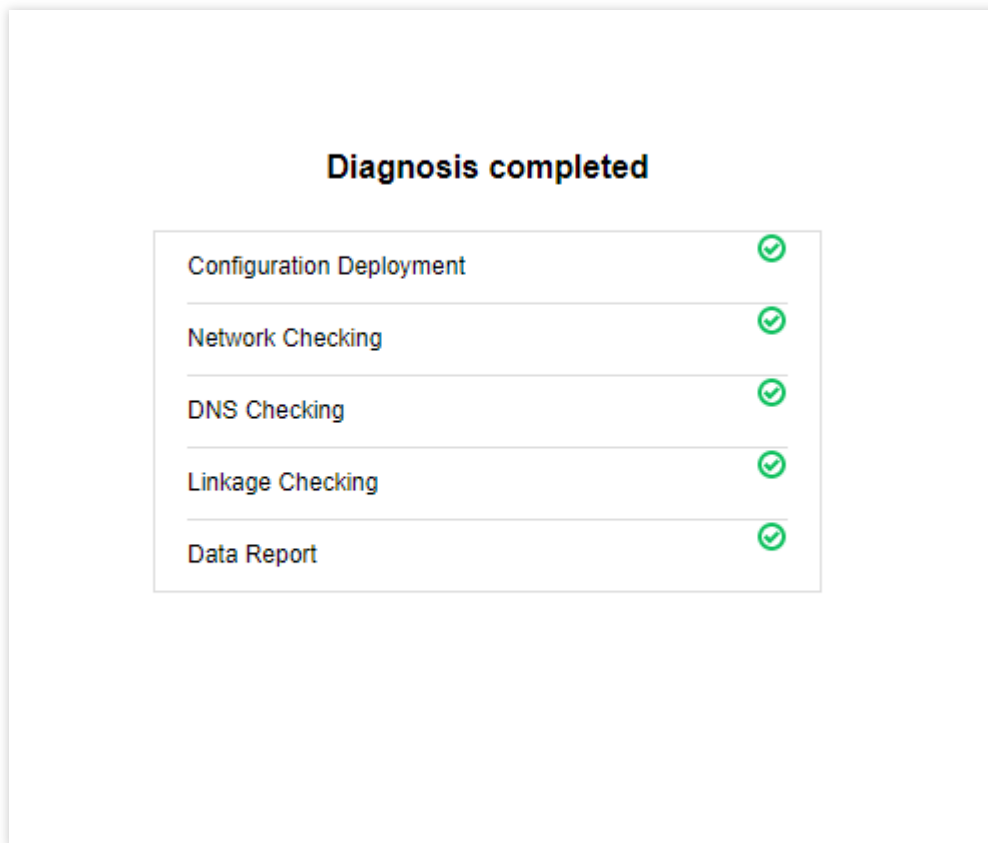 Diagnosis completed
Configuration Deployment
Network Checking
DNS Checking
Linkage Checking
Data Report